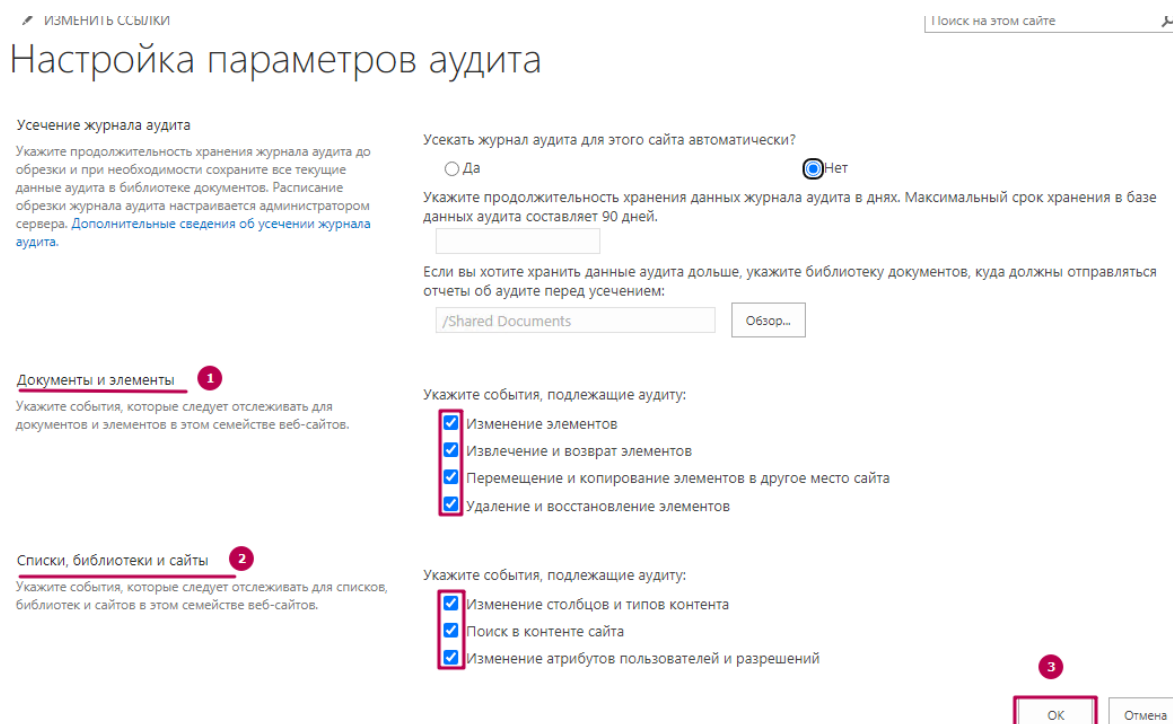 ИЗМЕНИТЬ ССЫЛКИ
Поиск на этом сайте
Настройка параметров аудита
Усечение журнала аудита
Укажите продолжительность хранения журнала аудита до
обрезки и при необходимости сохраните все текущие
данные аудита в библиотеке документов. Расписание
обрезки журнала аудита настраивается администратором
сервера. Дополнительные сведения об усечении журнала
аудита.
Усекать журнал аудита для этого сайта автоматически?
Да
Нет
Укажите продолжительность хранения данных журнала аудита в днях. Максимальный срок хранения в базе
данных аудита составляет 90 дней.
Если вы хотите хранить данные аудита дольше, укажите библиотеку документов, куда должны отправляться
отчеты об аудите перед усечением:
/Shared Documents
Обзор...
Документы и элементы
1
Укажите события, которые следует отслеживать для
документов и элементов в этом семействе веб-сайтов.
Укажите события, подлежащие аудиту:
Изменение элементов
Извлечение и возврат элементов
Перемещение и копирование элементов в другое место сайта
Удаление и восстановление элементов
Списки, библиотеки и сайты
2
Укажите события, которые следует отслеживать для списков,
библиотек и сайтов в этом семействе веб-сайтов.
Укажите события, подлежащие аудиту:
Изменение столбцов и типов контента
Поиск в контенте сайта
Изменение атрибутов пользователей и разрешений
3
ОК
Отмена